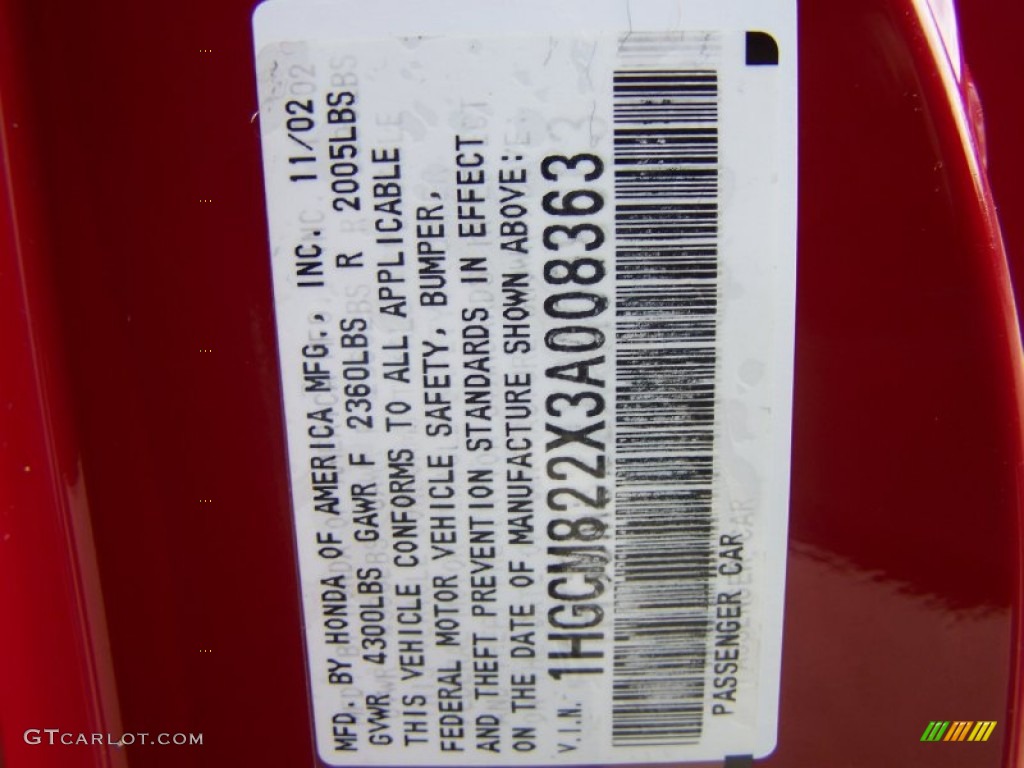 MFD. BY HONDA OF AMERICA MFG., INC. 11/02
GVWR 4300LBS GAWR F 2360LBS R 2005LBS
THIS VEHICLE CONFORMS TO ALL APPLICABLE
FEDERAL MOTOR VEHICLE SAFETY, BUMPER,
AND THEFT PREVENTION STANDARDS IN EFFECT
ON THE DATE OF MANUFACTURE SHOWN ABOVE:
V.I.N. 1HGCM822X3A008363
PASSENGER CAR
GTCARLOT.COM